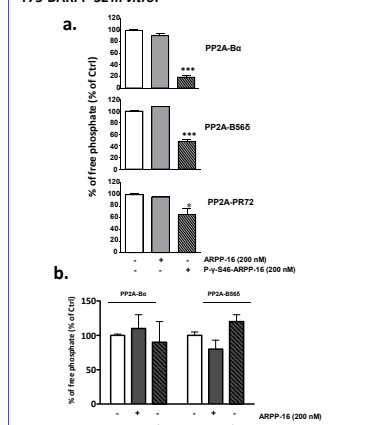 a.
% of free phosphate (% of Ctrl)
120
100
80
60
40
20
0
***
PP2A-Bα
120
100
80
60
40
20
0
***
PP2A-B56δ
120
100
80
60
40
20
0
*
PP2A-PR72
- + - ARPP-16 (200 nM)
- - + P-γ-S46-ARPP-16 (200 nM)
b.
PP2A-Bα PP2A-B56δ
% of free phosphate (% of Ctrl)
150
100
50
0
- + - - + - ARPP-16 (200 nM)